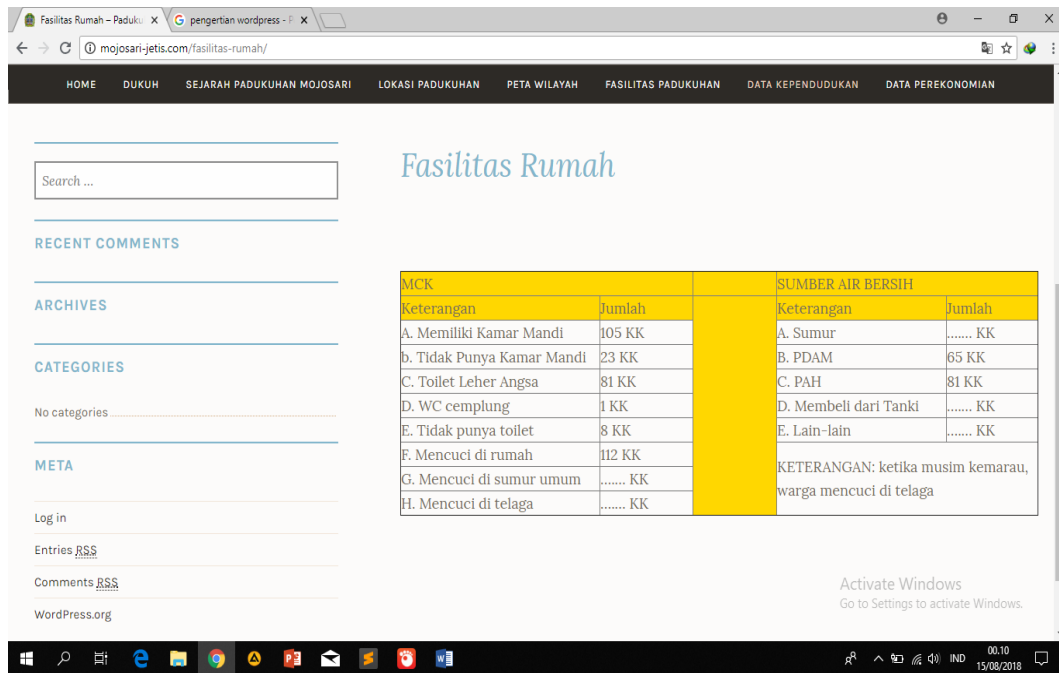 Fasilitas Rumah – Paduku
pengertian wordpress - P
mojosari-jetis.com/fasilitas-rumah/
HOME DUKUH SEJARAH PADUKUHAN MOJOSARI LOKASI PADUKUHAN PETA WILAYAH FASILITAS PADUKUHAN DATA KEPENDUDUKAN DATA PEREKONOMIAN
Search ...
RECENT COMMENTS
ARCHIVES
CATEGORIES
No categories
META
Log in
Entries RSS
Comments RSS
WordPress.org
Fasilitas Rumah
MCK SUMBER AIR BERSIH
Keterangan Jumlah Keterangan Jumlah
A. Memiliki Kamar Mandi 105 KK A. Sumur ....... KK
b. Tidak Punya Kamar Mandi 23 KK B. PDAM 65 KK
C. Toilet Leher Angsa 81 KK C. PAH 81 KK
D. WC cemplung 1 KK D. Membeli dari Tanki ....... KK
E. Tidak punya toilet 8 KK E. Lain-lain ....... KK
F. Mencuci di rumah 112 KK
G. Mencuci di sumur umum ....... KK
H. Mencuci di telaga ....... KK
KETERANGAN: ketika musim kemarau,
warga mencuci di telaga
Activate Windows
Go to Settings to activate Windows.
IND
00.10
15/08/2018